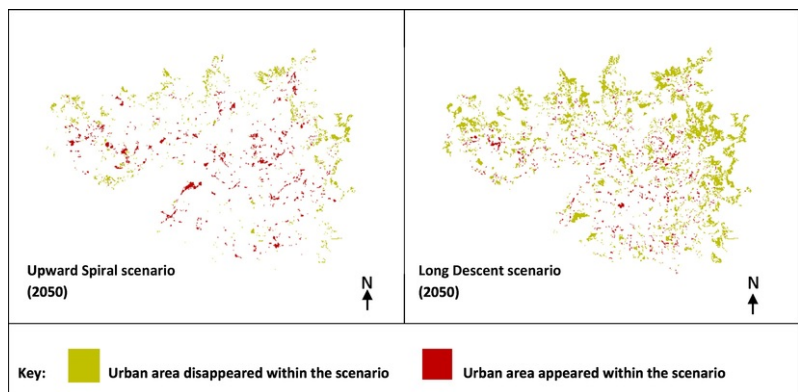 Upward Spiral scenario
(2050)
N
Long Descent scenario
(2050)
N
Key: Urban area disappeared within the scenario Urban area appeared within the scenario